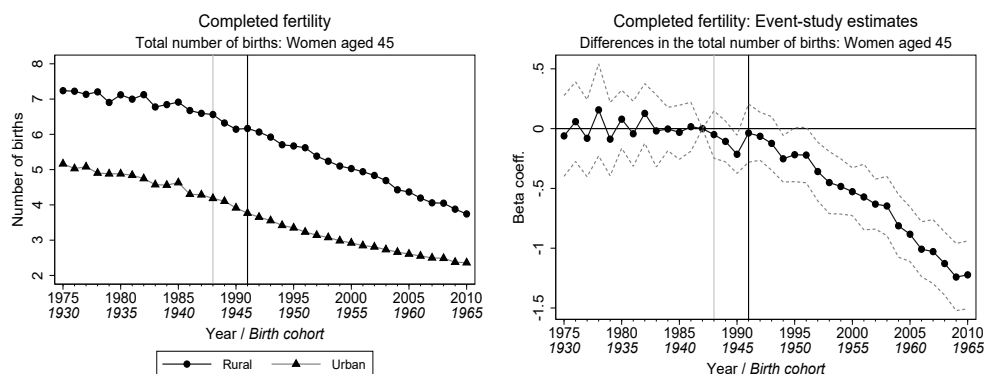 Completed fertility
Total number of births: Women aged 45
Number of births
8
7
6
5
4
3
2
1975 1980 1985 1990 1995 2000 2005 2010
1930 1935 1940 1945 1950 1955 1960 1965
Year / Birth cohort
Rural Urban
Completed fertility: Event-study estimates
Differences in the total number of births: Women aged 45
Beta coeff.
.5
0
-.5
-1
-1.5
1975 1980 1985 1990 1995 2000 2005 2010
1930 1935 1940 1945 1950 1955 1960 1965
Year / Birth cohort